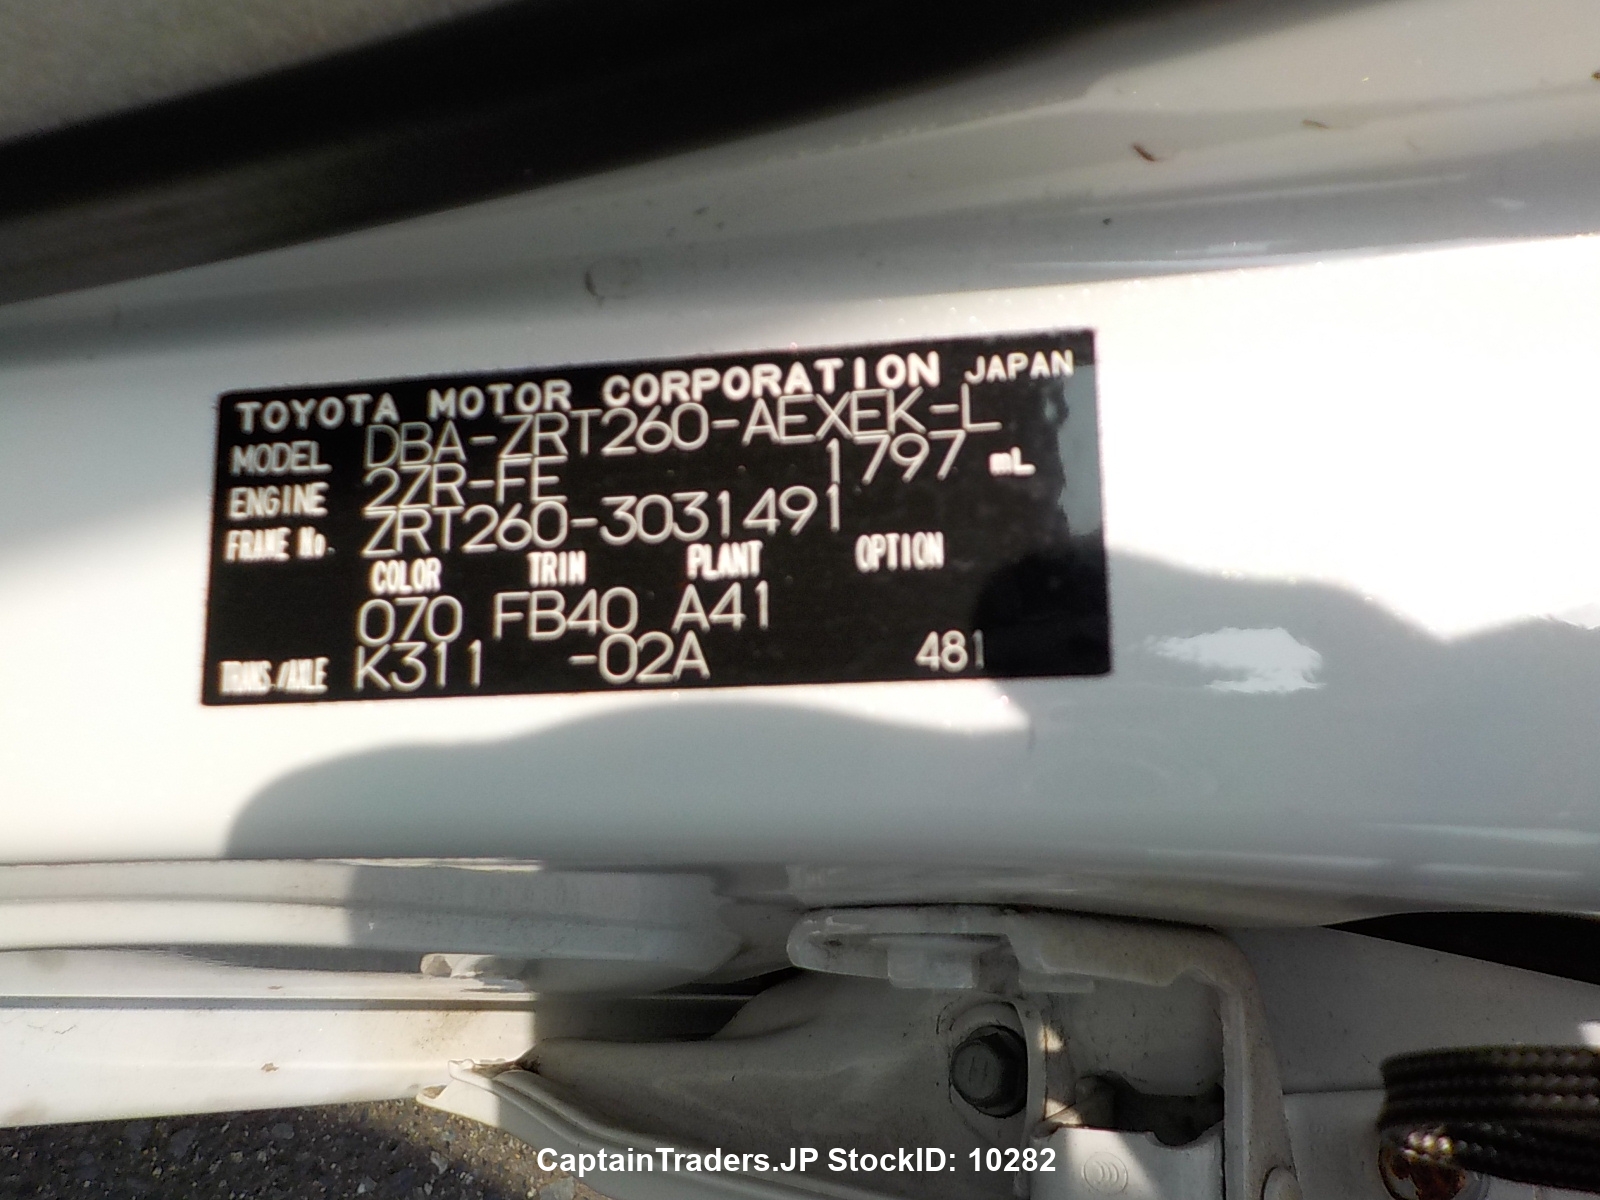 TOYOTA MOTOR CORPORATION JAPAN
MODEL DBA-ZRT260-AEXEK-L
ENGINE 2ZR-FE 1797 mL
FRAME No. ZRT260-3031491
COLOR TRIM PLANT OPTION
070 FB40 A41
TRANS./AXLE K311 -02A 481
CaptainTraders.JP StockID: 10282